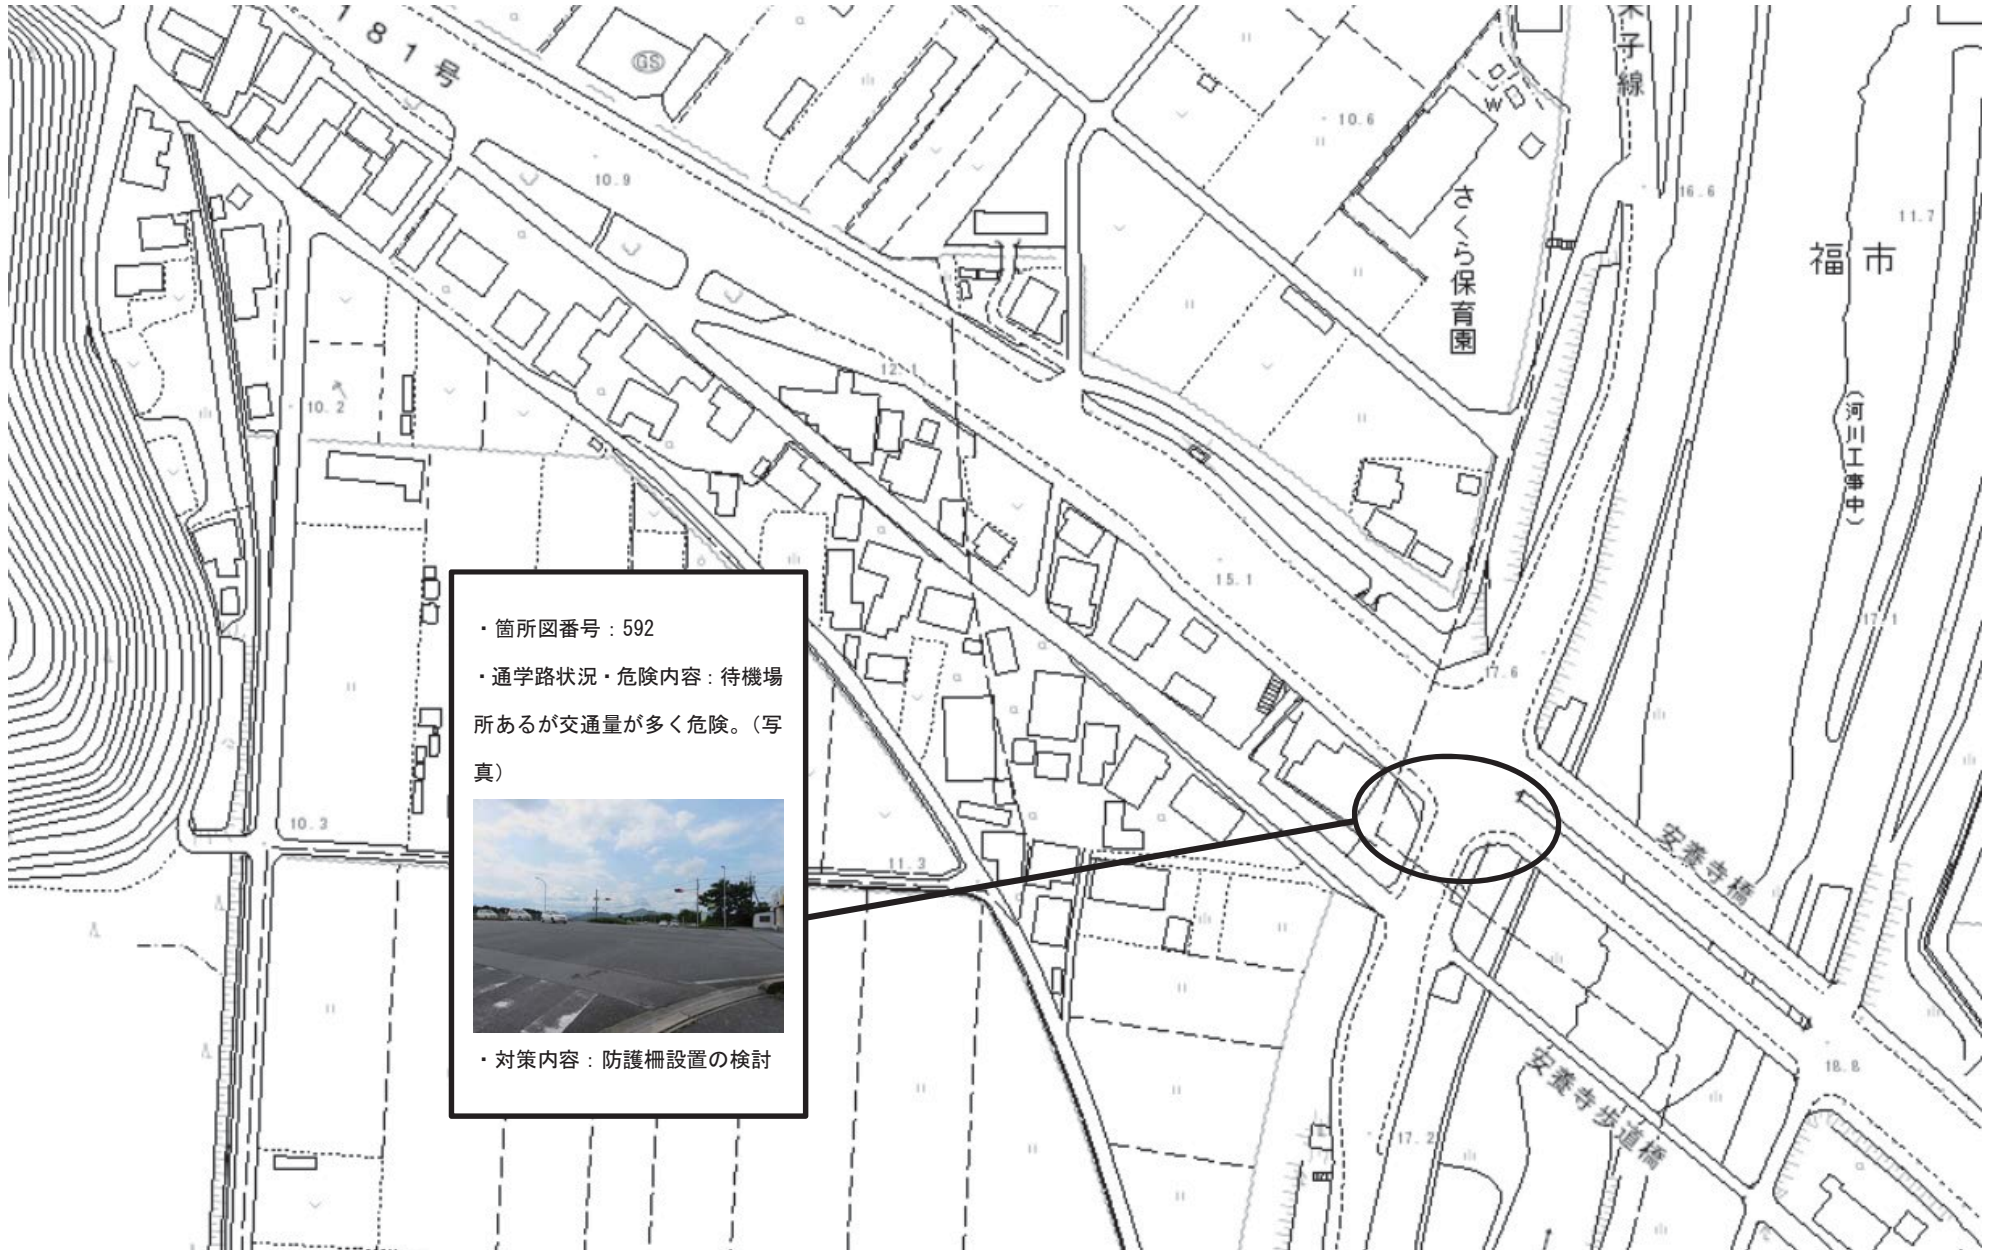 181号
GS
米子線
W
10.6
16.6
10.9
11.7
さくら保育園
福市
12.1
10.2
(河川工事中)
15.1
17.1
17.6
・箇所図番号：592
・通学路状況・危険内容：待機場
所あるが交通量が多く危険。（写
真）
・対策内容：防護柵設置の検討
10.3
11.3
安養寺橋
18.8
安養寺歩道橋
17.2